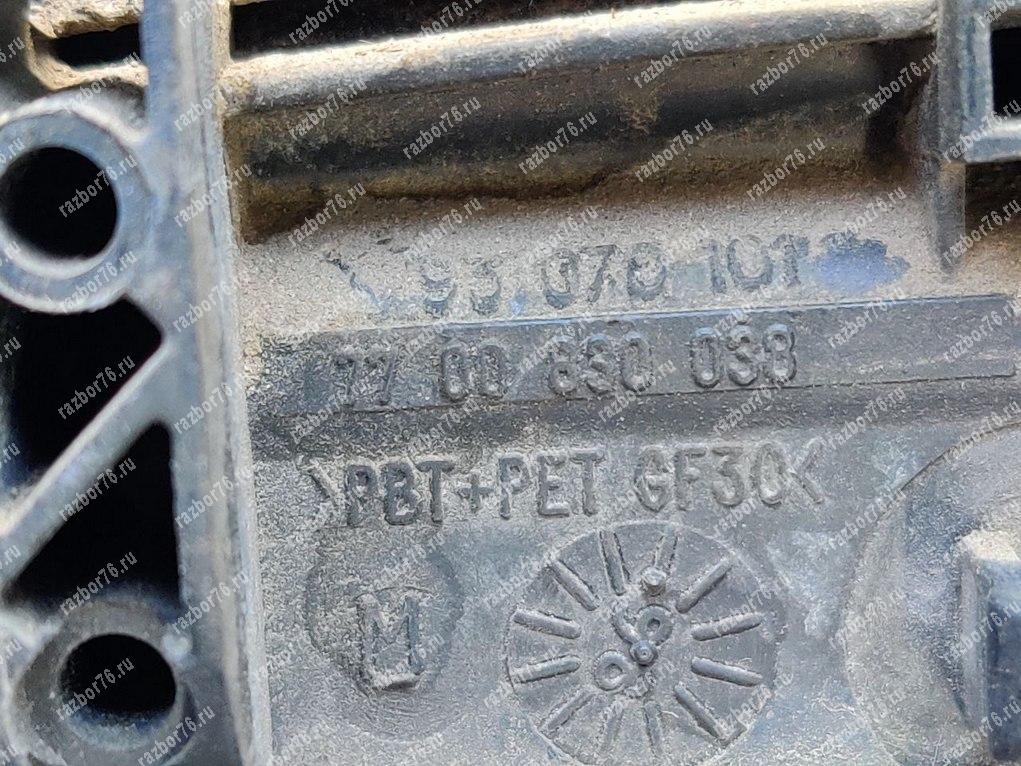 93 070 101
77 00 830 038
>PBT+PET GF30<
M
razbor76.ru